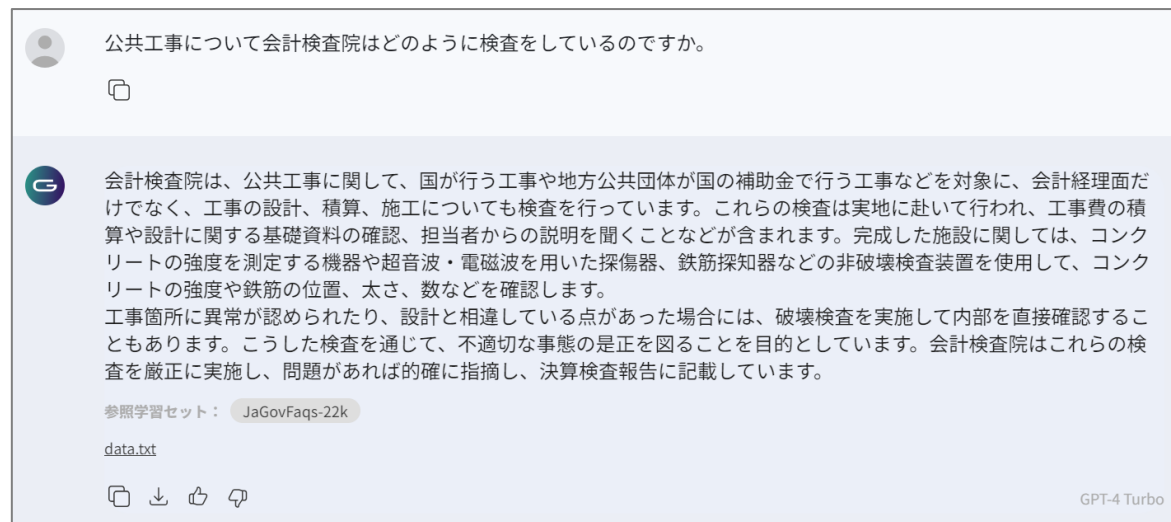 公共工事について会計検査院はどのように検査をしているのですか。
会計検査院は、公共工事に関して、国が行う工事や地方公共団体が国の補助金で行う工事などを対象に、会計経理面だ
けでなく、工事の設計、積算、施工についても検査を行っています。これらの検査は実地に赴いて行われ、工事費の積
算や設計に関する基礎資料の確認、担当者からの説明を聞くことなどが含まれます。完成した施設に関しては、コンク
リートの強度を測定する機器や超音波・電磁波を用いた探傷器、鉄筋探知器などの非破壊検査装置を使用して、コンク
リートの強度や鉄筋の位置、太さ、数などを確認します。
工事箇所に異常が認められたり、設計と相違している点があった場合には、破壊検査を実施して内部を直接確認するこ
ともあります。こうした検査を通じて、不適切な事態の是正を図ることを目的としています。会計検査院はこれらの検
査を厳正に実施し、問題があれば的確に指摘し、決算検査報告に記載しています。
参照学習セット： JaGovFaqs-22k
data.txt
GPT-4 Turbo